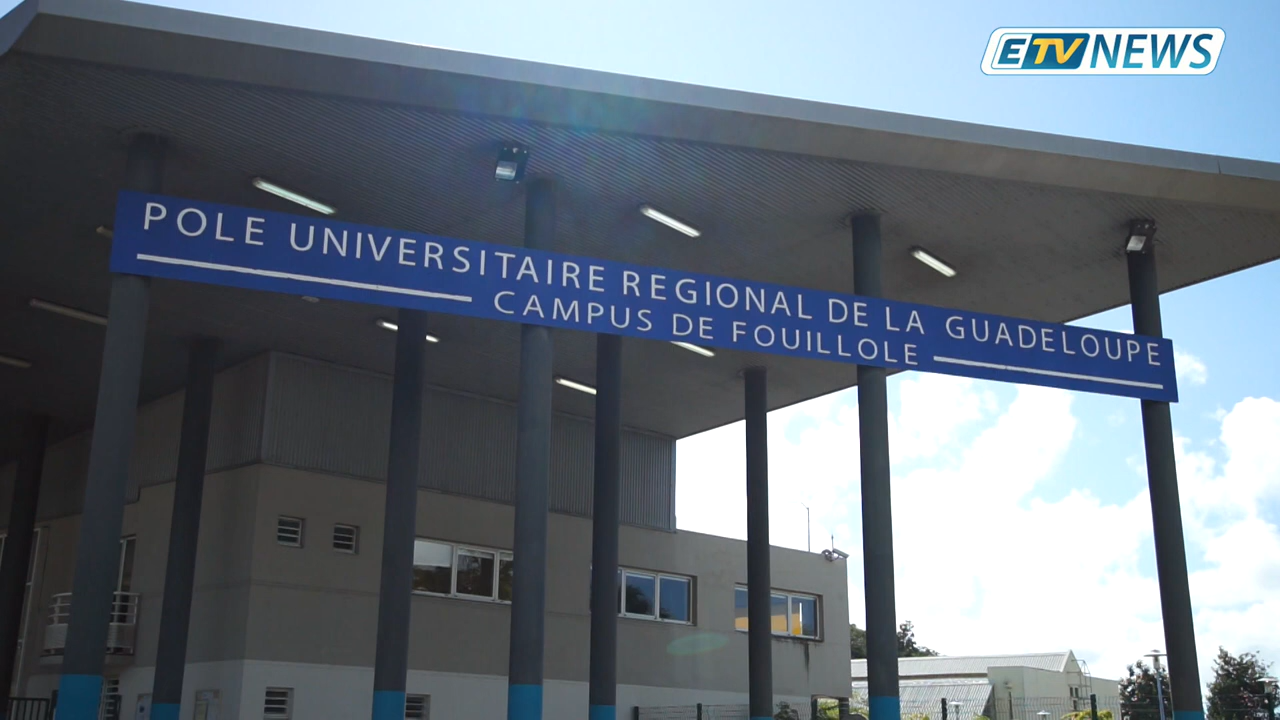 ETV NEWS
POLE UNIVERSITAIRE REGIONAL DE LA GUADELOUPE
CAMPUS DE FOUILLOLE